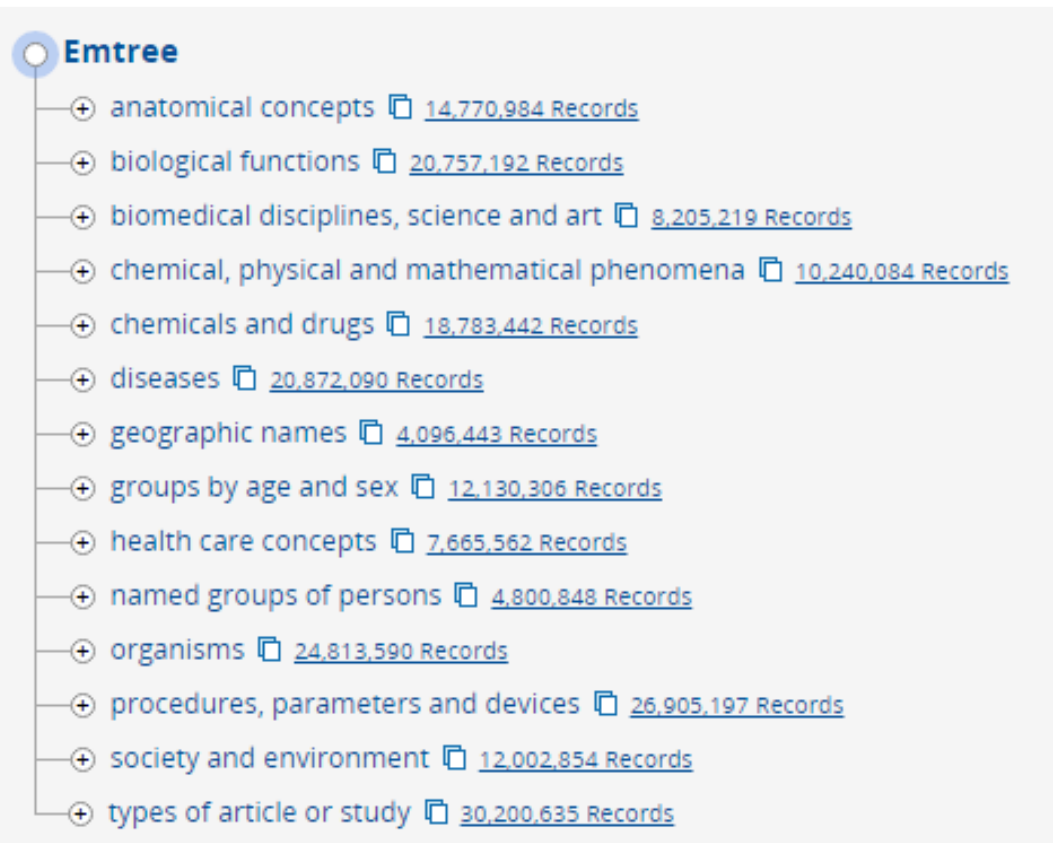 Emtree
anatomical concepts 14,770,984 Records
biological functions 20,757,192 Records
biomedical disciplines, science and art 8,205,219 Records
chemical, physical and mathematical phenomena 10,240,084 Records
chemicals and drugs 18,783,442 Records
diseases 20,872,090 Records
geographic names 4,096,443 Records
groups by age and sex 12,130,306 Records
health care concepts 7,665,562 Records
named groups of persons 4,800,848 Records
organisms 24,813,590 Records
procedures, parameters and devices 26,905,197 Records
society and environment 12,002,854 Records
types of article or study 30,200,635 Records